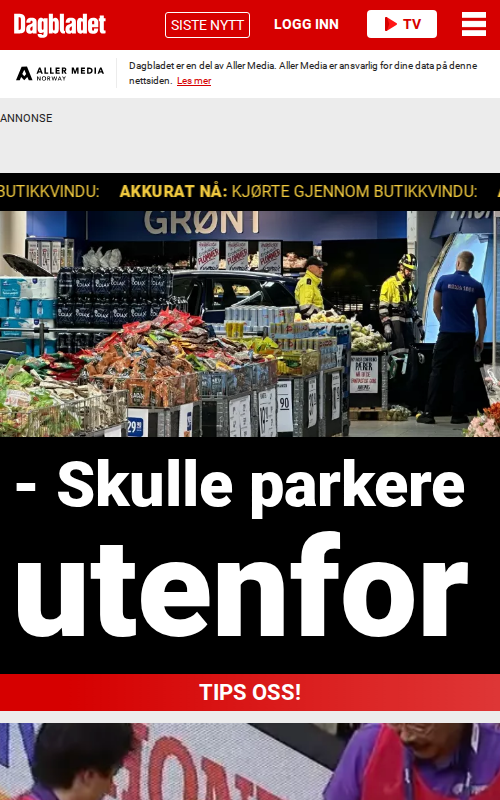 Dagbladet
SISTE NYTT
LOGG INN
TV
ALLER MEDIA
NORWAY
Dagbladet er en del av Aller Media. Aller Media er ansvarlig for dine data på denne
nettsiden. Les mer
ANNONSE
BUTIKKVINDU: AKKURAT NÅ: KJØRTE GJENNOM BUTIKKVINDU:
GRØNT
29
90
- Skulle parkere
utenfor
TIPS OSS!